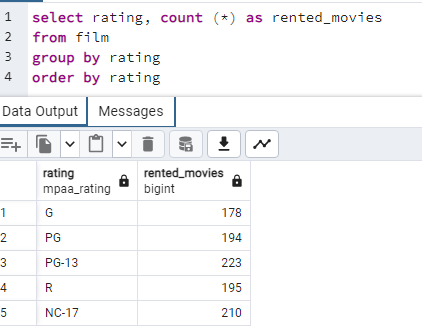 1 select rating, count (*) as rented_movies
2 from film
3 group by rating
4 order by rating
Data Output Messages
rating rented_movies
mpaa_rating bigint
1 G 178
2 PG 194
3 PG-13 223
4 R 195
5 NC-17 210